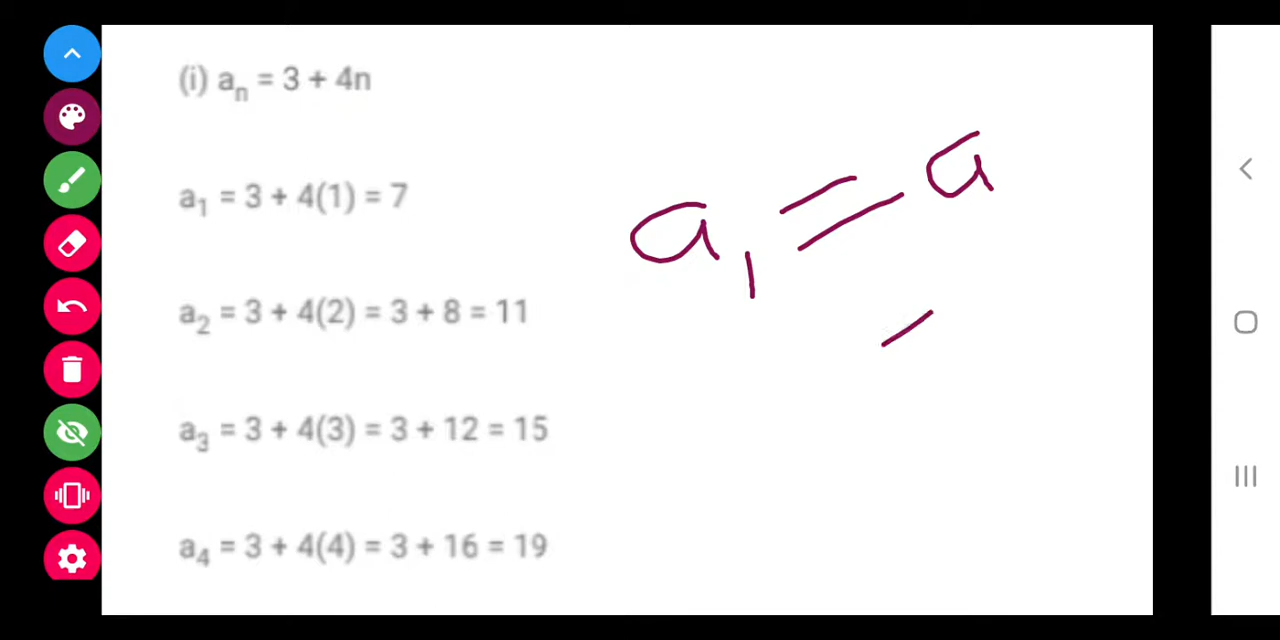 (i) aₙ = 3 + 4n
a₁ = 3 + 4(1) = 7
a₁ = a
a₂ = 3 + 4(2) = 3 + 8 = 11
a₃ = 3 + 4(3) = 3 + 12 = 15
a₄ = 3 + 4(4) = 3 + 16 = 19